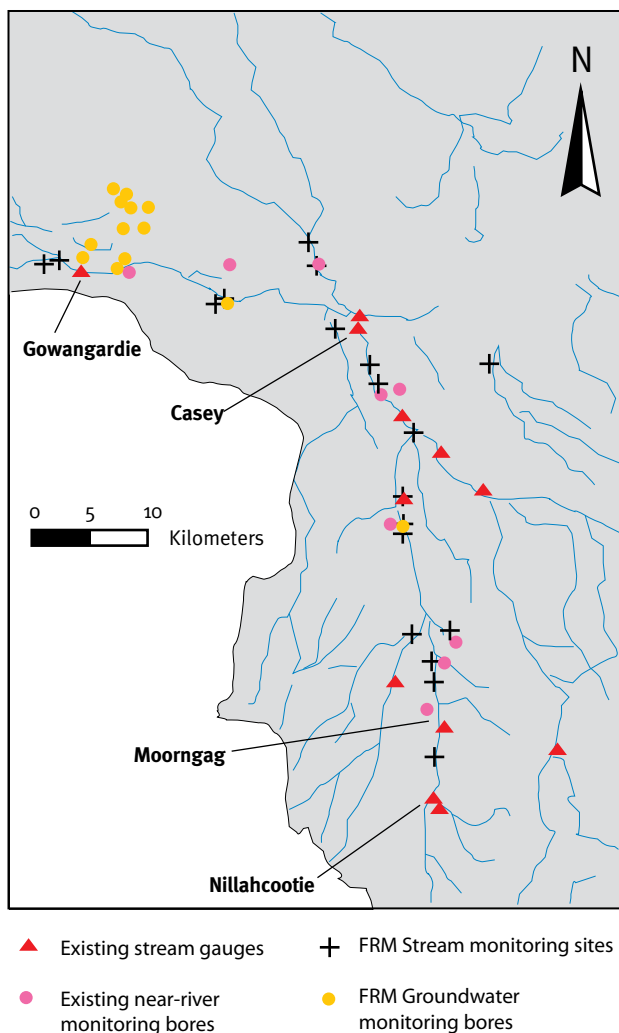 N
Gowangardie
Casey
0 5 10
Kilometers
Moorngag
Nillahcootie
Existing stream gauges
FRM Stream monitoring sites
Existing near-river
monitoring bores
FRM Groundwater
monitoring bores